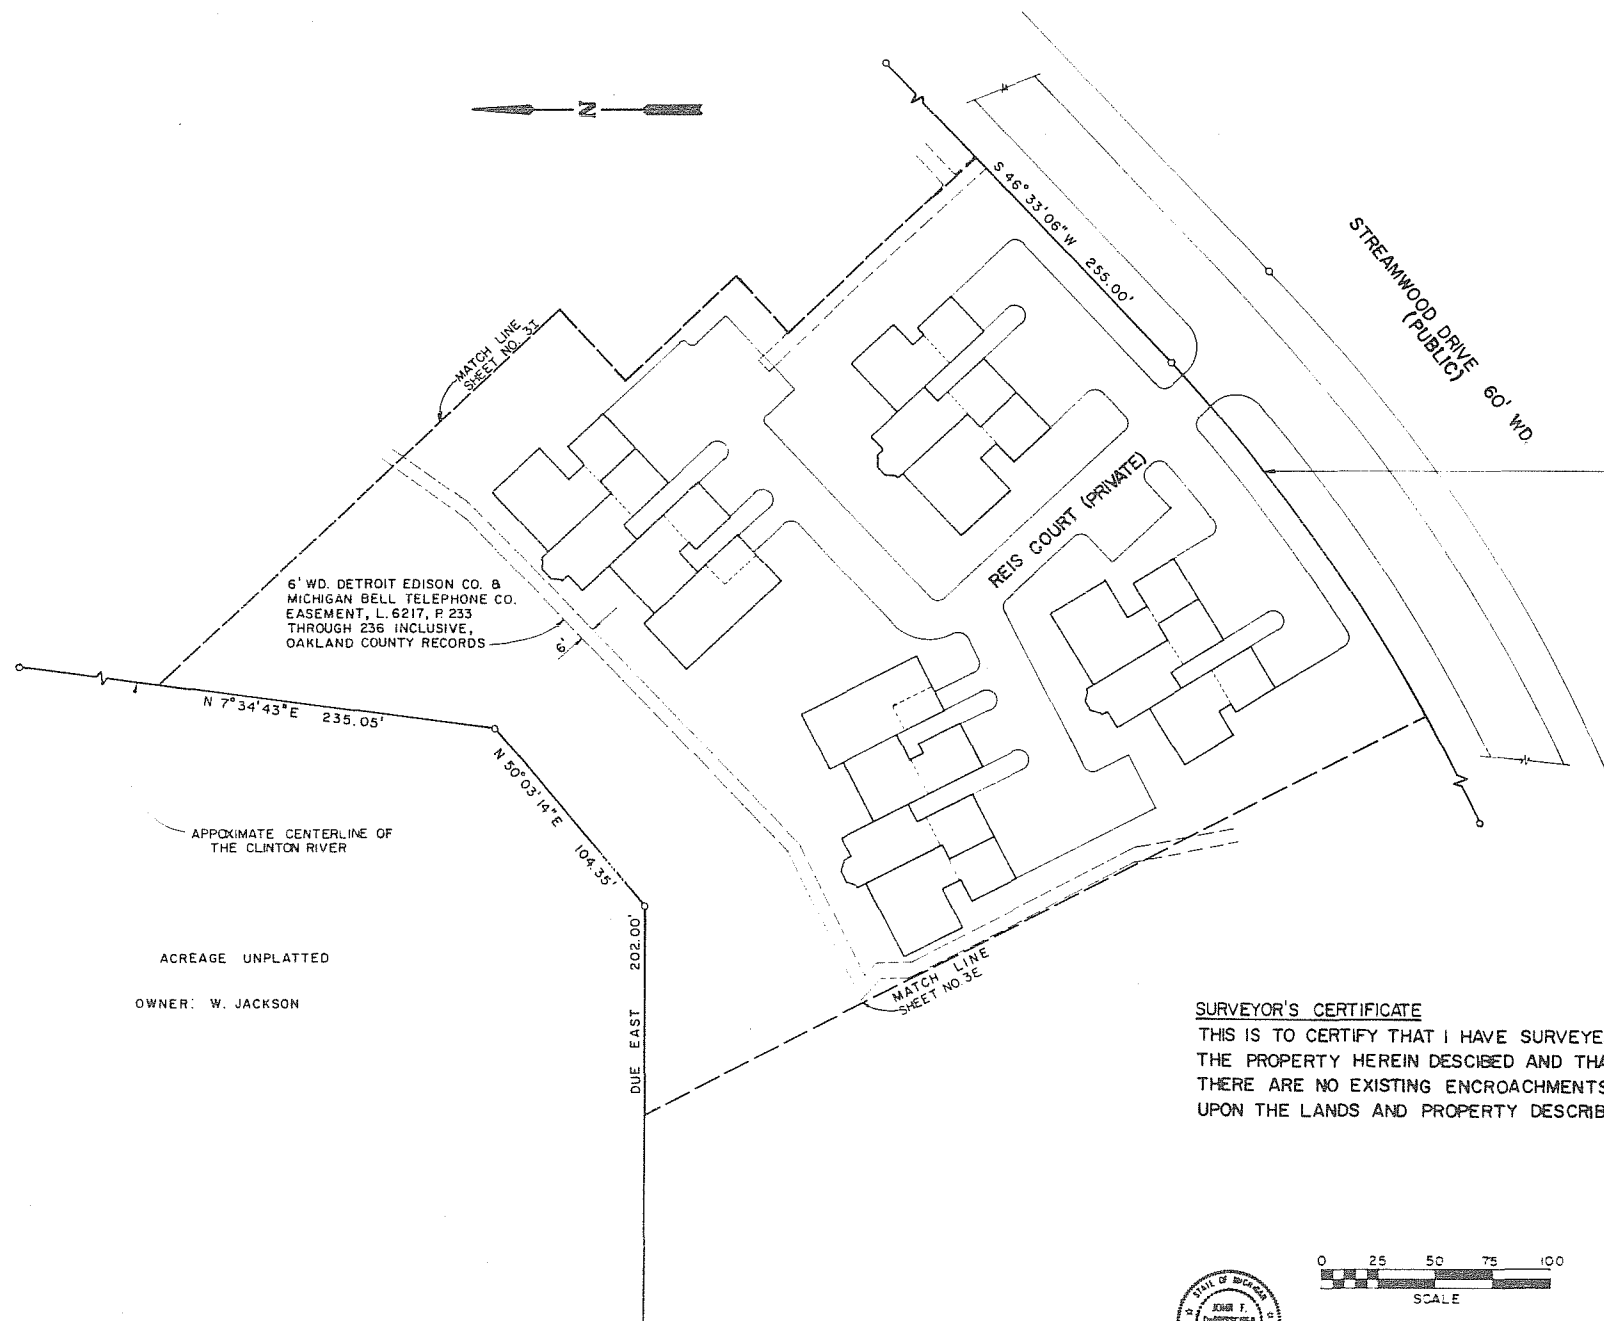 N
S 46°33'06" W 255.00'
STREAMWOOD DRIVE 60' WD.
(PUBLIC)
MATCH LINE
SHEET NO. 3I
REIS COURT (PRIVATE)
6' WD. DETROIT EDISON CO. &
MICHIGAN BELL TELEPHONE CO.
EASEMENT, L. 6217, P. 233
THROUGH 236 INCLUSIVE,
OAKLAND COUNTY RECORDS
6'
N 7°34'43"E 235.05'
N 50°03'14"E 104.35'
APPOXIMATE CENTERLINE OF
THE CLINTON RIVER
ACREAGE UNPLATTED
OWNER: W. JACKSON
DUE EAST 202.00'
MATCH LINE
SHEET NO. 3E
SURVEYOR'S CERTIFICATE
THIS IS TO CERTIFY THAT I HAVE SURVEYE
THE PROPERTY HEREIN DESCIBED AND THA
THERE ARE NO EXISTING ENCROACHMENTS
UPON THE LANDS AND PROPERTY DESCRIB
0 25 50 75 100
SCALE
STATE OF MICHIGAN
JOHN F.